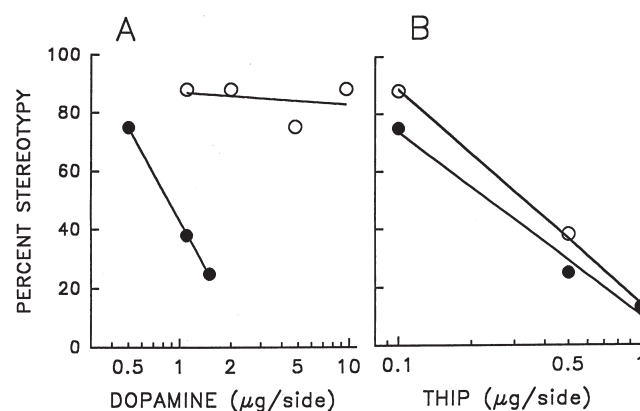 A
B
PERCENT STEREOTYPY
100
80
60
40
20
0
0.5 1 2 5 10
0.1 0.5 1
DOPAMINE (μg/side)
THIP (μg/side)